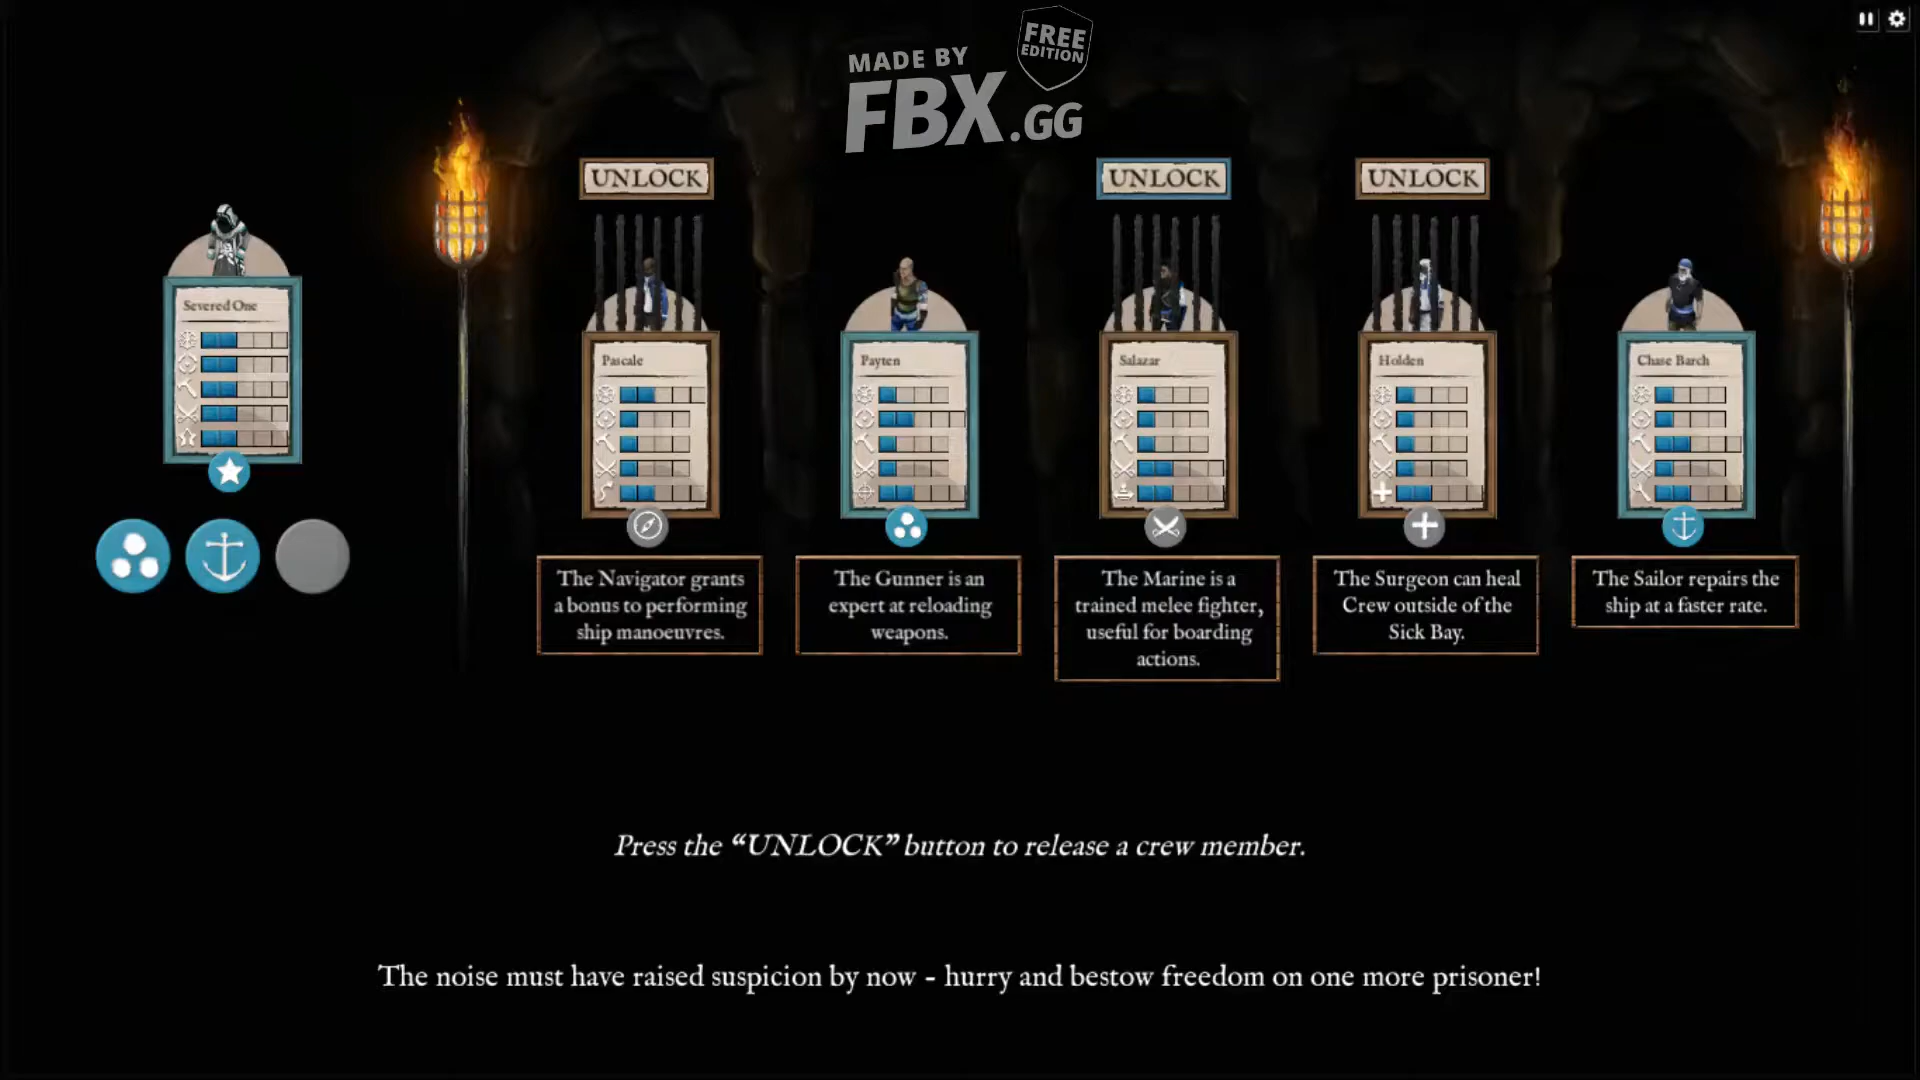 MADE BY
FBX.GG
FREE
EDITION
UNLOCK
UNLOCK
UNLOCK
Severed One
Pascale
Payten
Salazar
Holden
Chase Barch
The Navigator grants
a bonus to performing
ship manoeuvres.
The Gunner is an
expert at reloading
weapons.
The Marine is a
trained melee fighter,
useful for boarding
actions.
The Surgeon can heal
Crew outside of the
Sick Bay.
The Sailor repairs the
ship at a faster rate.
Press the “UNLOCK” button to release a crew member.
The noise must have raised suspicion by now - hurry and bestow freedom on one more prisoner!